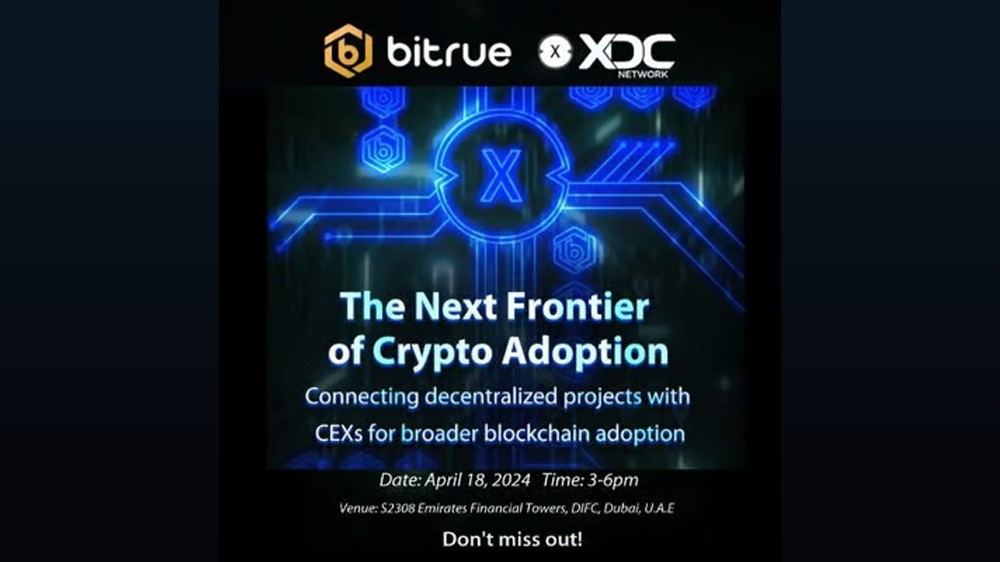 bitrue
X XDC
NETWORK
X
The Next Frontier
of Crypto Adoption
Connecting decentralized projects with
CEXs for broader blockchain adoption
Date: April 18, 2024 Time: 3-6pm
Venue: S2308 Emirates Financial Towers, DIFC, Dubai, U.A.E
Don't miss out!